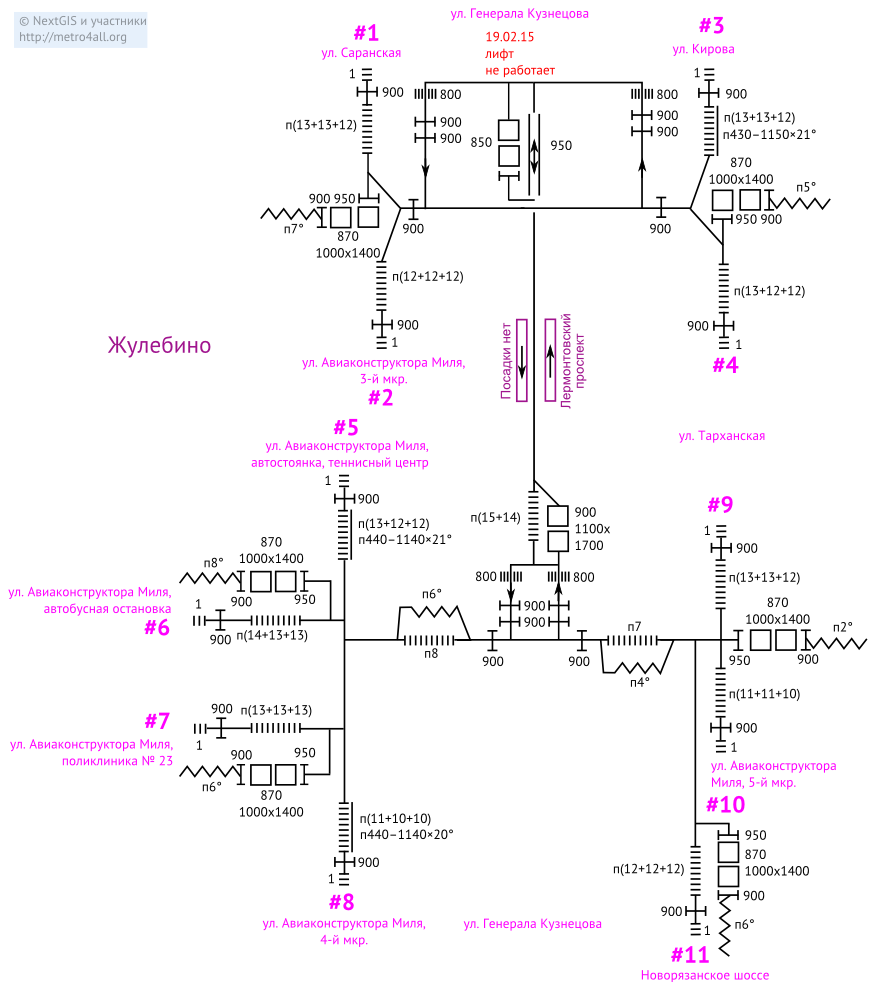 © NextGIS и участники
http://metro4all.org
ул. Генерала Кузнецова
#1
ул. Саранская
19.02.15
лифт
не работает
#3
ул. Кирова
1
900
п(13+13+12)
800
900
900
850
950
800
900
900
1
900
п(13+13+12)
п430–1150×21°
870
1000x1400
п5°
950 900
900 950
п7°
870
1000x1400
900
900
п(12+12+12)
900
1
п(13+12+12)
900
1
#4
Жулебино
ул. Авиаконструктора Миля,
3-й мкр.
#2
Посадки нет
Лермонтовский
проспект
#5
ул. Авиаконструктора Миля,
автостоянка, теннисный центр
ул. Тарханская
1
900
п(13+12+12)
п440–1140×21°
п(15+14)
900
1100x
1700
#9
1
900
п(13+13+12)
870
1000x1400
п8°
900
950
ул. Авиаконструктора Миля,
автобусная остановка
#6
1
900
п(14+13+13)
п6°
п8
800
800
900
900
900
900
п7
п4°
870
1000x1400
п2°
950
900
п(11+11+10)
900
1
#7
ул. Авиаконструктора Миля,
поликлиника № 23
900
п(13+13+13)
1
900
950
п6°
870
1000x1400
ул. Авиаконструктора
Миля, 5-й мкр.
#10
п(11+10+10)
п440–1140×20°
900
1
#8
ул. Авиаконструктора Миля,
4-й мкр.
ул. Генерала Кузнецова
950
870
1000x1400
900
п(12+12+12)
900
1
п6°
#11
Новорязанское шоссе